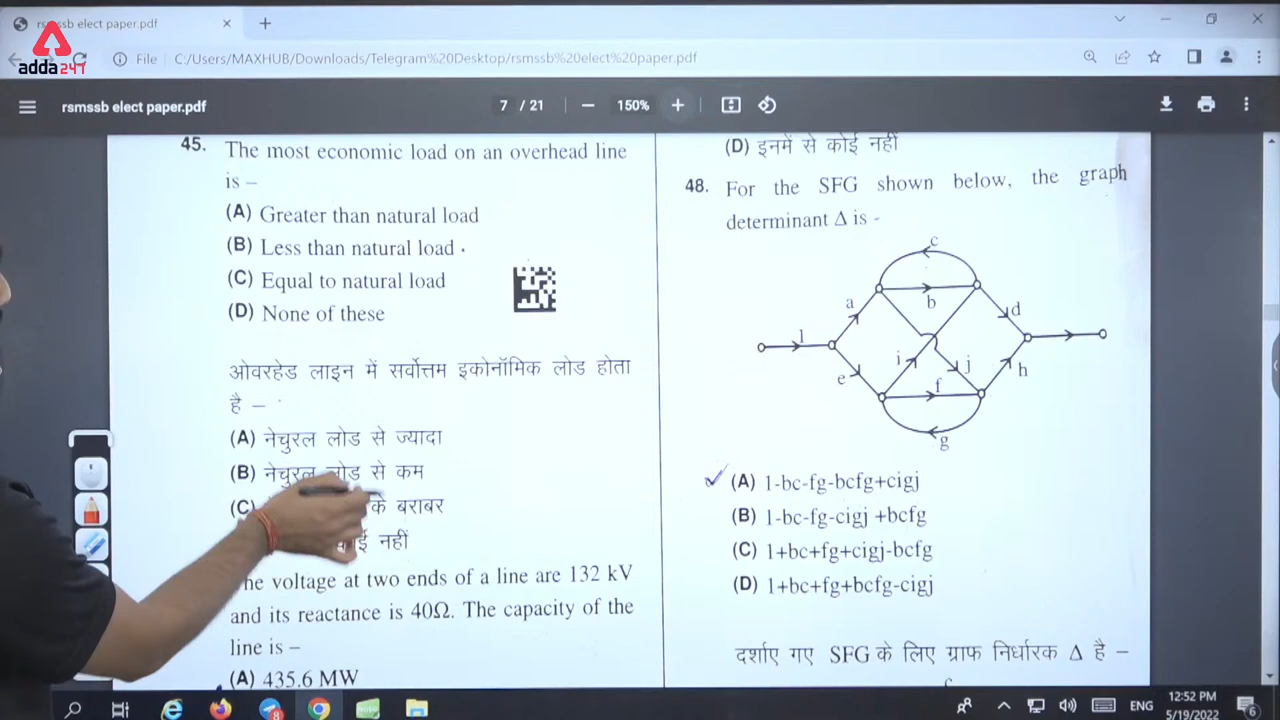 rsmssb elect paper.pdf
adda247
File C:/Users/MAXHUB/Downloads/Telegram%20Desktop/rsmssb%20elect%20paper.pdf
rsmssb elect paper.pdf
7 / 21
150%
45. The most economic load on an overhead line
is –
(A) Greater than natural load
(B) Less than natural load
(C) Equal to natural load
(D) None of these
ओवरहेड लाइन में सर्वोत्तम इकोनॉमिक लोड होता
है –
(A) नेचुरल लोड से ज्यादा
(B) नेचुरल लोड से कम
(C) के बराबर
नहीं
voltage at two ends of a line are 132 kV
and its reactance is 40Ω. The capacity of the
line is –
(A) 435.6 MW
(D) इनमें से कोई नहीं
48. For the SFG shown below, the graph
determinant Δ is -
c
a
b
d
1
i
j
e
f
h
g
(A) 1-bc-fg-bcfg+cigj
(B) 1-bc-fg-cigj +bcfg
(C) 1+bc+fg+cigj-bcfg
(D) 1+bc+fg+bcfg-cigj
दर्शाए गए SFG के लिए ग्राफ निर्धारक Δ है –
c
ENG
12:52 PM
5/19/2022
6
8